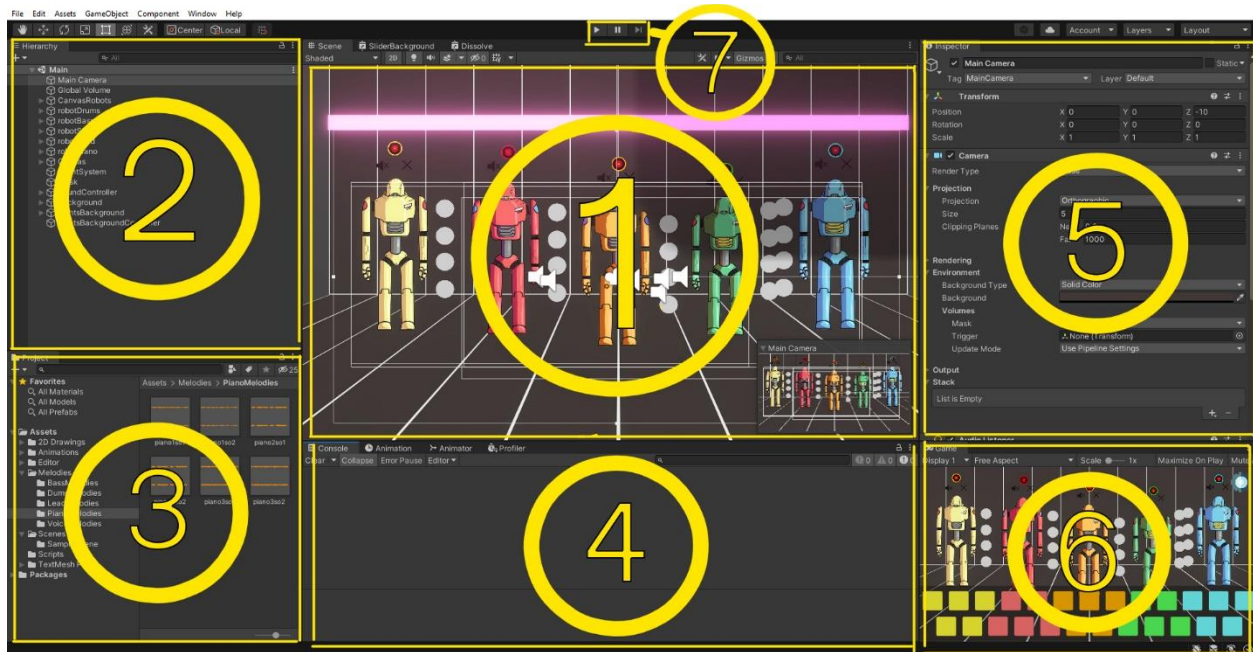 File Edit Assets GameObject Component Window Help
Center Local
Account Layers Layout
7
Hierarchy
All
Main
Main Camera
Global Volume
CanvasRobots
robotDrums
2
Scene SliderBackground Dissolve
Shaded 2D Gizmos All
1
Main Camera
Inspector
Main Camera Static
Tag MainCamera Layer Default
Transform
Position X 0 Y 0 Z -10
Rotation X 0 Y 0 Z 0
Scale X 1 Y 1 Z 1
Camera
Render Type
Projection
Projection Orthographic
Size 5
Clipping Planes
1000
Rendering
Environment
Background Type Solid Color
Background
Volumes
Mask
Trigger None (Transform)
Update Mode Use Pipeline Settings
Output
Stack
List is Empty
5
Project
25
Favorites
All Materials
All Models
All Prefabs
Assets
2D Drawings
Animations
Editor
Melodies
Scenes
Scripts
Packages
Assets > Melodies > PianoMelodies
piano2so1
piano3so2
3
Console Animation Animator Profiler
Clear Collapse Error Pause Editor 0 0 0
4
Game
Display 1 Free Aspect Scale 1x Maximize On Play Mute
6